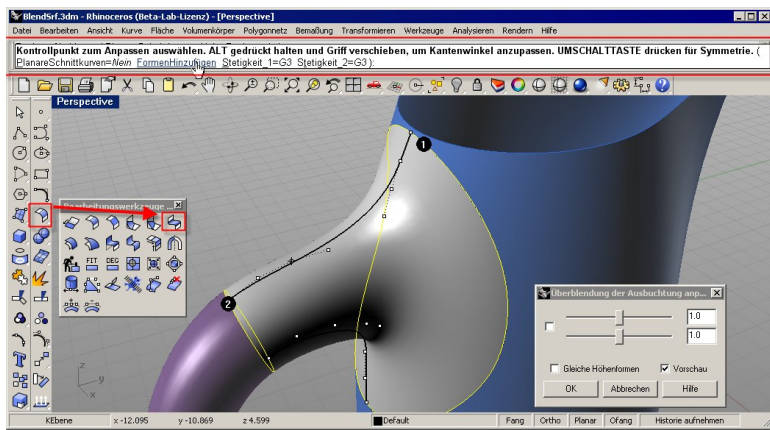 BlendSrf.3dm - Rhinoceros (Beta-Lab-Lizenz) - [Perspective]
Datei Bearbeiten Ansicht Kurve Fläche Volumenkörper Polygonnetz Bemaßung Transformieren Werkzeuge Analysieren Rendern Hilfe
Kontrollpunkt zum Anpassen auswählen. ALT gedrückt halten und Griff verschieben, um Kantenwinkel anzupassen. UMSCHALTTASTE drücken für Symmetrie. (
PlanareSchnittkurven=Nein FormenHinzufügen Stetigkeit_1=G3 Stetigkeit_2=G3 ):
Perspective
1
2
FIT DEG
Überblendung der Ausbuchtung anp...
1.0
1.0
Gleiche Höhenformen Vorschau
OK Abbrechen Hilfe
z
y
x
KEbene x -12.095 y -10.869 z 4.599 Default Fang Ortho Planar Ofang Historie aufnehmen